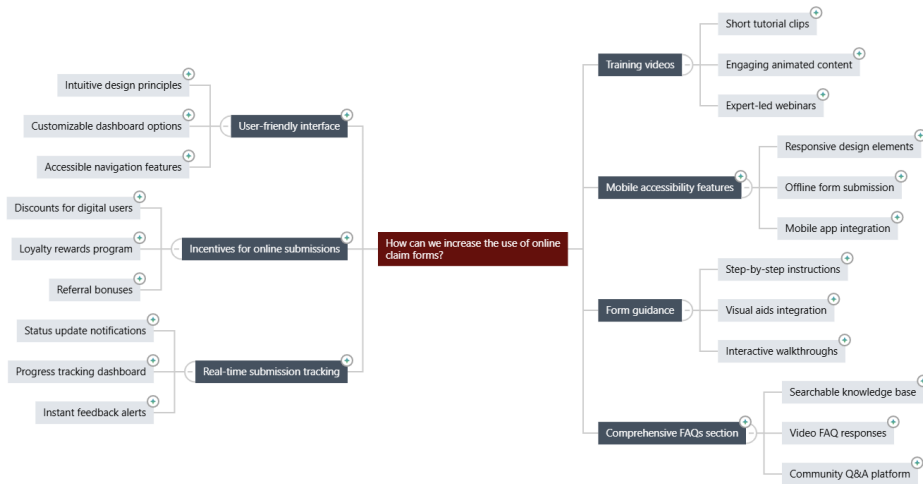 How can we increase the use of online
claim forms?
Training videos
Short tutorial clips
Engaging animated content
Expert-led webinars
Mobile accessibility features
Responsive design elements
Offline form submission
Mobile app integration
Form guidance
Step-by-step instructions
Visual aids integration
Interactive walkthroughs
Comprehensive FAQs section
Searchable knowledge base
Video FAQ responses
Community Q&A platform
User-friendly interface
Intuitive design principles
Customizable dashboard options
Accessible navigation features
Incentives for online submissions
Discounts for digital users
Loyalty rewards program
Referral bonuses
Real-time submission tracking
Status update notifications
Progress tracking dashboard
Instant feedback alerts